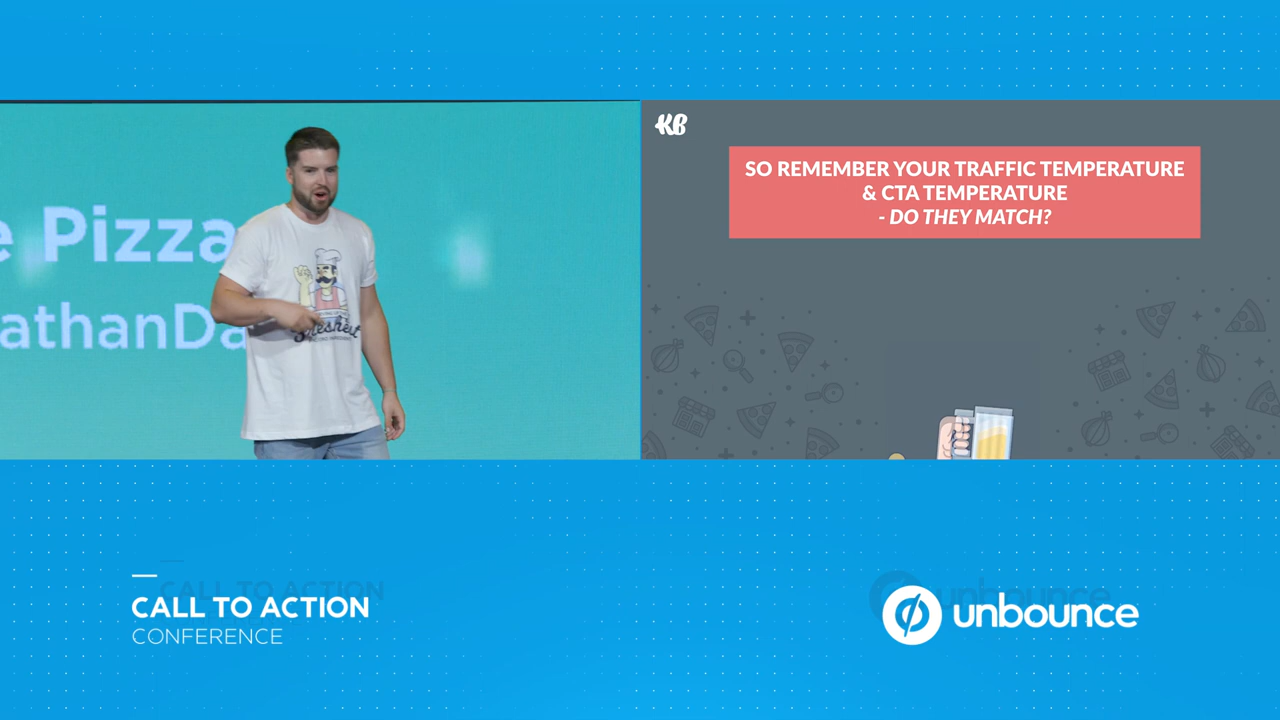 e Pizza
athanDa
KB
SO REMEMBER YOUR TRAFFIC TEMPERATURE
& CTA TEMPERATURE
- DO THEY MATCH?
CALL TO ACTION
CONFERENCE
unbounce